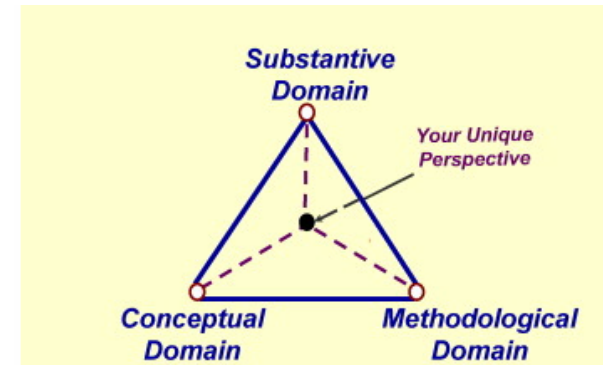 Substantive
Domain
Your Unique
Perspective
Conceptual
Domain
Methodological
Domain